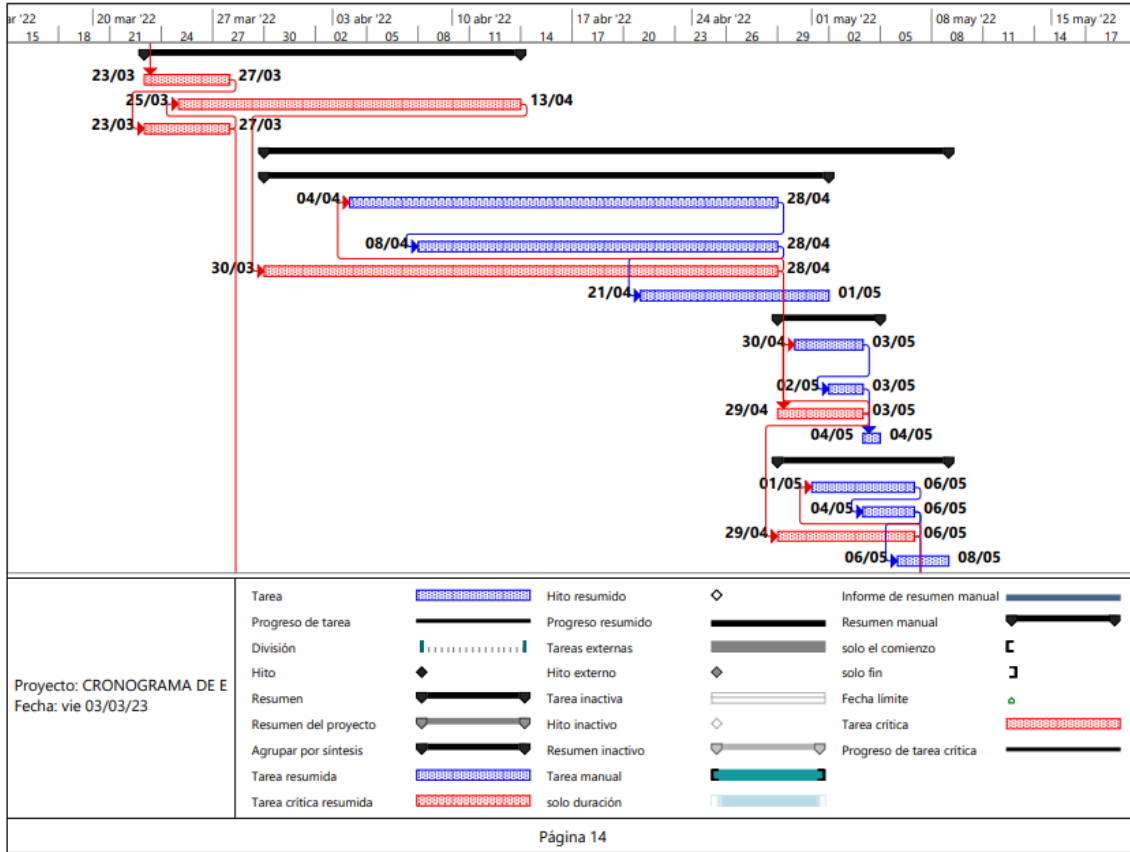 ar '22 20 mar '22 27 mar '22 03 abr '22 10 abr '22 17 abr '22 24 abr '22 01 may '22 08 may '22 15 may '22
15 18 21 24 27 30 02 05 08 11 14 17 20 23 26 29 02 05 08 11 14 17
23/03 27/03
25/03 13/04
23/03 27/03
04/04 28/04
08/04 28/04
30/03 28/04
21/04 01/05
30/04 03/05
02/05 03/05
29/04 03/05
04/05 04/05
01/05 06/05
04/05 06/05
29/04 06/05
06/05 08/05
Proyecto: CRONOGRAMA DE E
Fecha: vie 03/03/23
Tarea
Progreso de tarea
División
Hito
Resumen
Resumen del proyecto
Agrupar por síntesis
Tarea resumida
Tarea crítica resumida
Hito resumido
Progreso resumido
Tareas externas
Hito externo
Tarea inactiva
Hito inactivo
Resumen inactivo
Tarea manual
solo duración
Informe de resumen manual
Resumen manual
solo el comienzo
solo fin
Fecha límite
Tarea crítica
Progreso de tarea crítica
Página 14